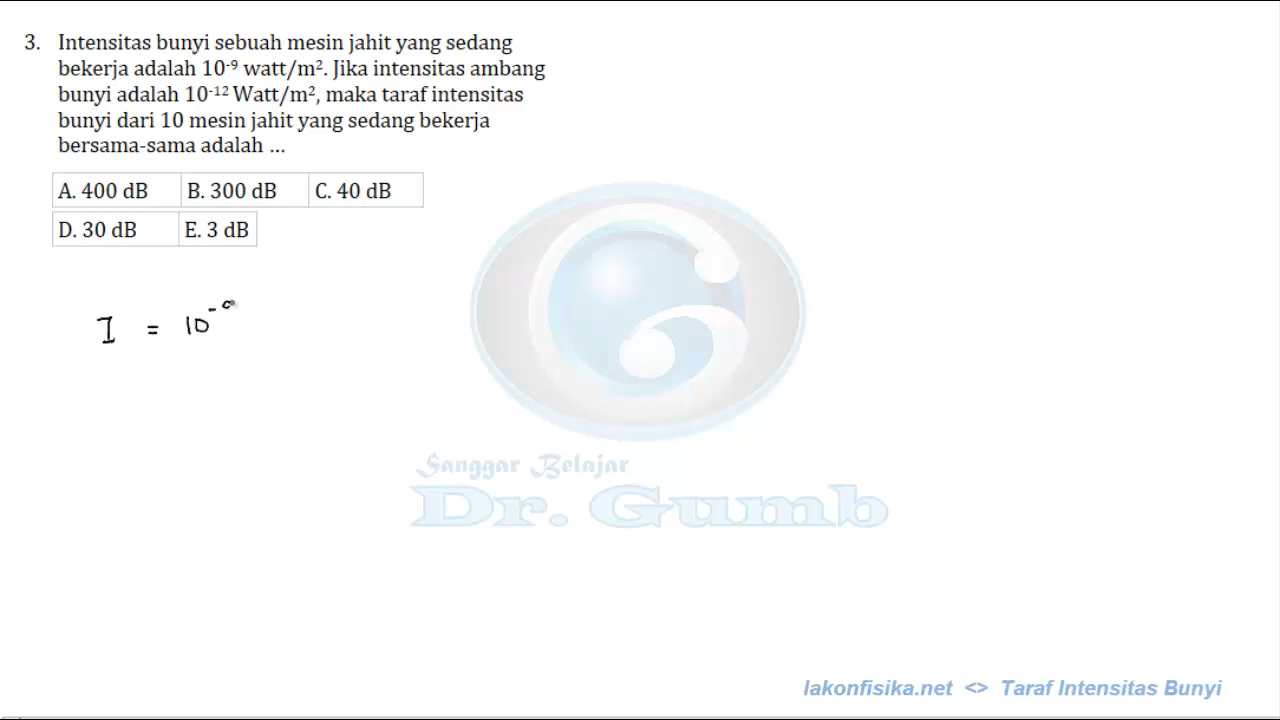 3. Intensitas bunyi sebuah mesin jahit yang sedang
bekerja adalah 10⁻⁹ watt/m². Jika intensitas ambang
bunyi adalah 10⁻¹² Watt/m², maka taraf intensitas
bunyi dari 10 mesin jahit yang sedang bekerja
bersama-sama adalah ...
A. 400 dB B. 300 dB C. 40 dB
D. 30 dB E. 3 dB
I = 10⁻
Sanggar Belajar
Dr. Gumb
lakonfisika.net <> Taraf Intensitas Bunyi